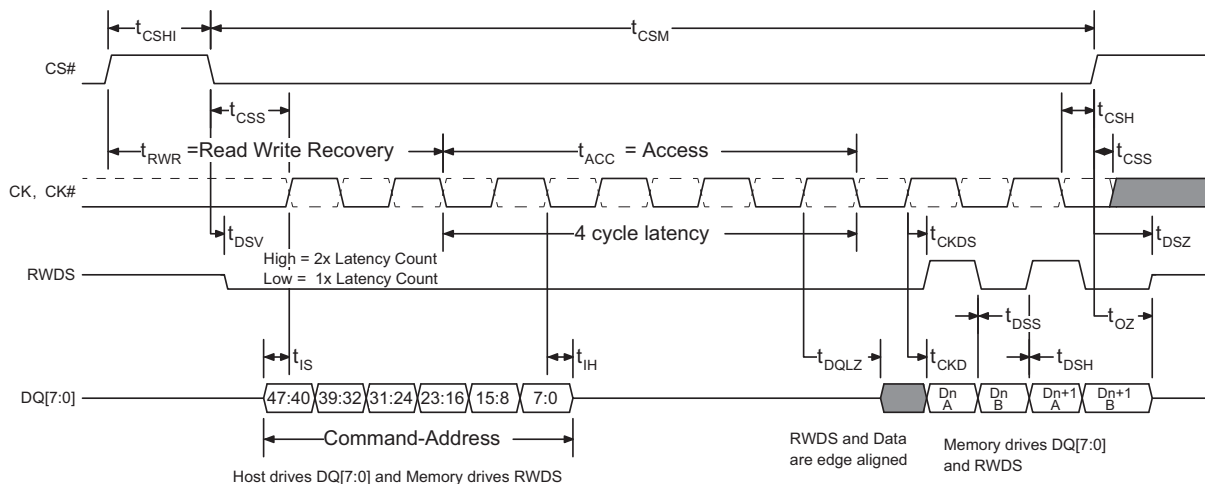 tCSHI
tCSM
CS#
tCSS
tCSH
tRWR =Read Write Recovery
tACC = Access
tCSS
CK, CK#
tDSV
4 cycle latency
tCKDS
tDSZ
High = 2x Latency Count
Low = 1x Latency Count
RWDS
tDSS
tOZ
tIS
tIH
tDQLZ
tCKD
tDSH
DQ[7:0]
47:40 39:32 31:24 23:16 15:8 7:0
Dn A
Dn B
Dn+1 A
Dn+1 B
Command-Address
RWDS and Data
are edge aligned
Memory drives DQ[7:0]
and RWDS
Host drives DQ[7:0] and Memory drives RWDS